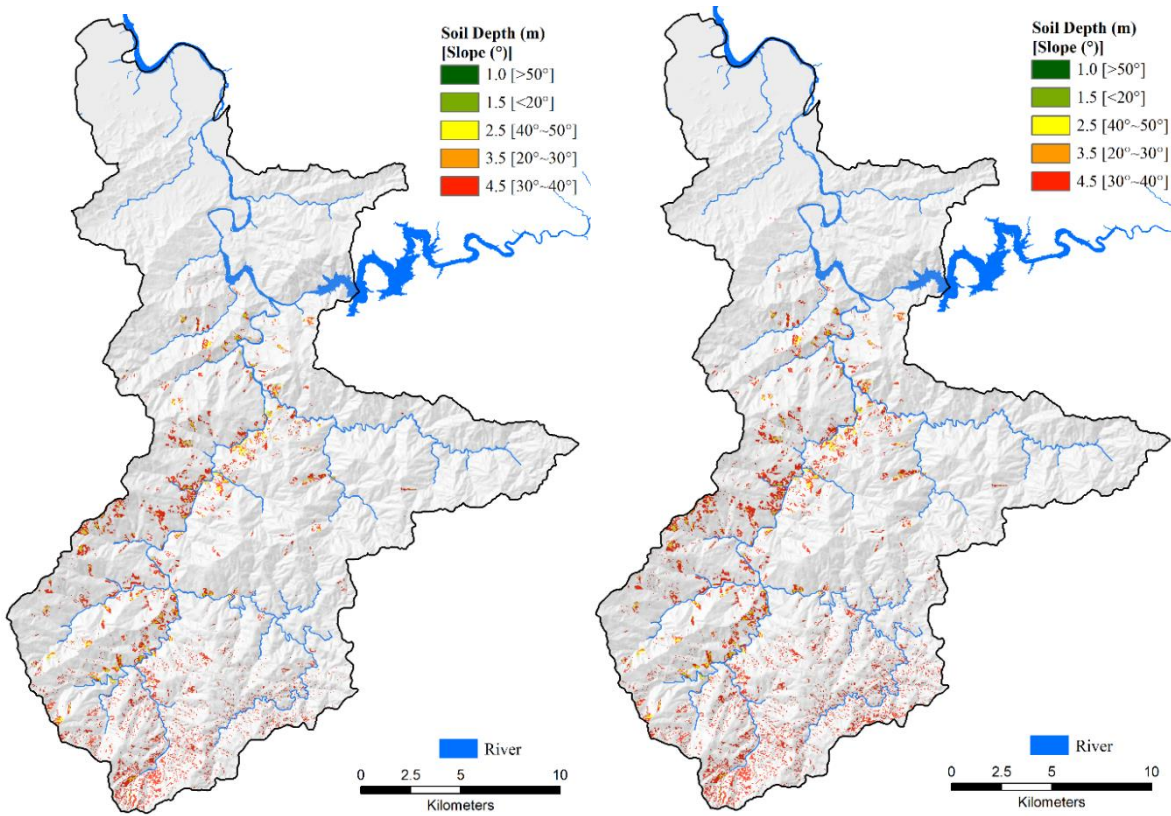 Soil Depth (m)
[Slope (°)]
1.0 [>50°]
1.5 [<20°]
2.5 [40°~50°]
3.5 [20°~30°]
4.5 [30°~40°]
River
0 2.5 5 10
Kilometers
Soil Depth (m)
[Slope (°)]
1.0 [>50°]
1.5 [<20°]
2.5 [40°~50°]
3.5 [20°~30°]
4.5 [30°~40°]
River
0 2.5 5 10
Kilometers